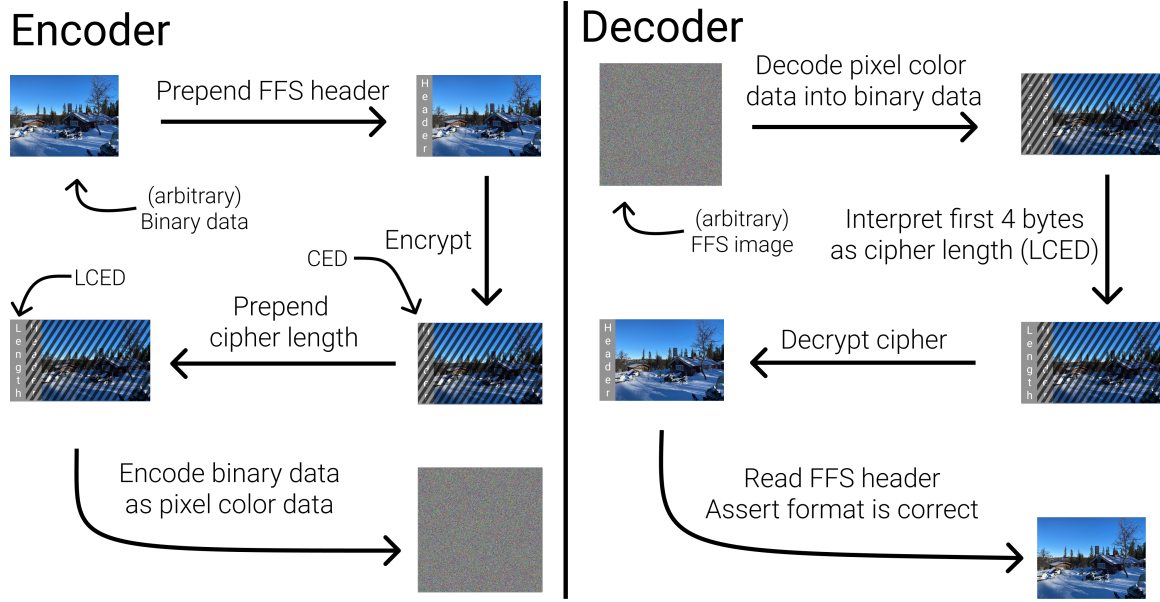 Encoder
Prepend FFS header
Header
(arbitrary)
Binary data
Encrypt
CED
LCED
Prepend
cipher length
Length
Header
Header
Encode binary data
as pixel color data
Decoder
Decode pixel color
data into binary data
(arbitrary)
FFS image
Interpret first 4 bytes
as cipher length (LCED)
Header
Decrypt cipher
Length
Read FFS header
Assert format is correct